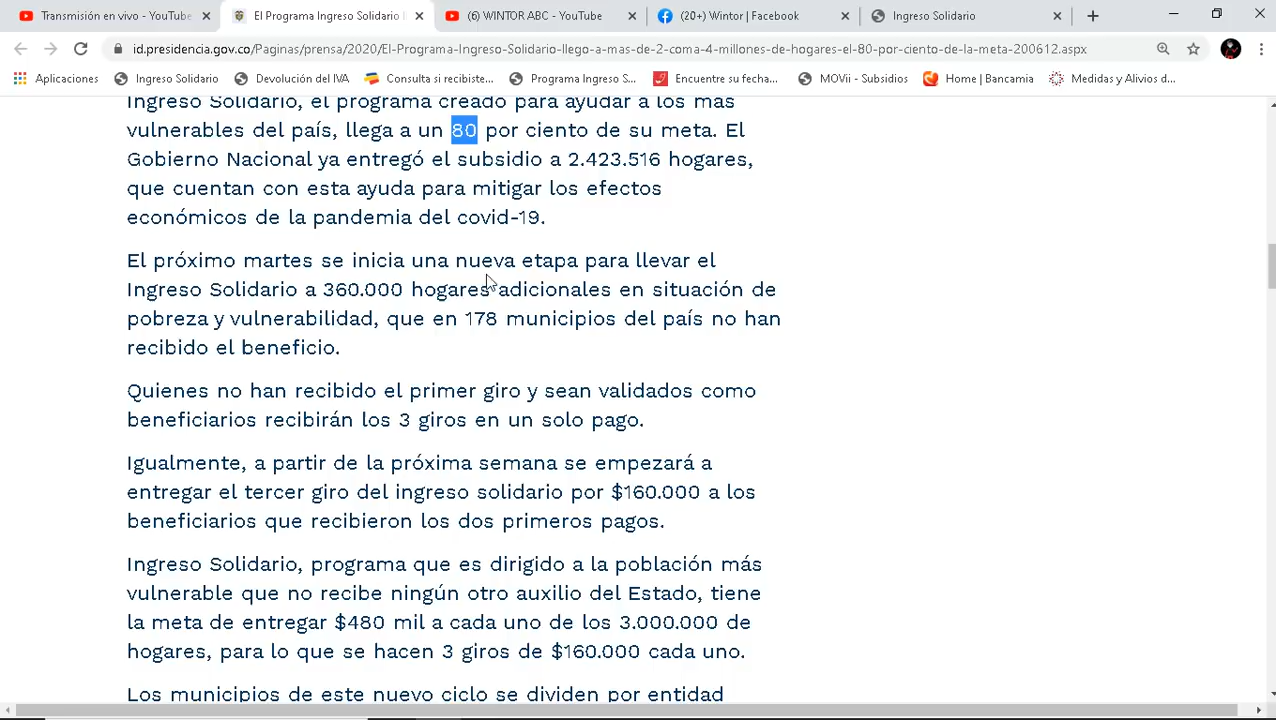 Transmisión en vivo - YouTube
El Programa Ingreso Solidario l
(6) WINTOR ABC - YouTube
(20+) Wintor | Facebook
Ingreso Solidario
id.presidencia.gov.co/Paginas/prensa/2020/El-Programa-Ingreso-Solidario-llego-a-mas-de-2-coma-4-millones-de-hogares-el-80-por-ciento-de-la-meta-200612.aspx
Aplicaciones
Ingreso Solidario
Devolución del IVA
Consulta si recibiste...
Programa Ingreso S...
Encuentre su fecha...
MOVii - Subsidios
Home | Bancamia
Medidas y Alivios d...
Ingreso Solidario, el programa creado para ayudar a los más
vulnerables del país, llega a un 80 por ciento de su meta. El
Gobierno Nacional ya entregó el subsidio a 2.423.516 hogares,
que cuentan con esta ayuda para mitigar los efectos
económicos de la pandemia del covid-19.
El próximo martes se inicia una nueva etapa para llevar el
Ingreso Solidario a 360.000 hogares adicionales en situación de
pobreza y vulnerabilidad, que en 178 municipios del país no han
recibido el beneficio.
Quienes no han recibido el primer giro y sean validados como
beneficiarios recibirán los 3 giros en un solo pago.
Igualmente, a partir de la próxima semana se empezará a
entregar el tercer giro del ingreso solidario por $160.000 a los
beneficiarios que recibieron los dos primeros pagos.
Ingreso Solidario, programa que es dirigido a la población más
vulnerable que no recibe ningún otro auxilio del Estado, tiene
la meta de entregar $480 mil a cada uno de los 3.000.000 de
hogares, para lo que se hacen 3 giros de $160.000 cada uno.
Los municipios de este nuevo ciclo se dividen por entidad